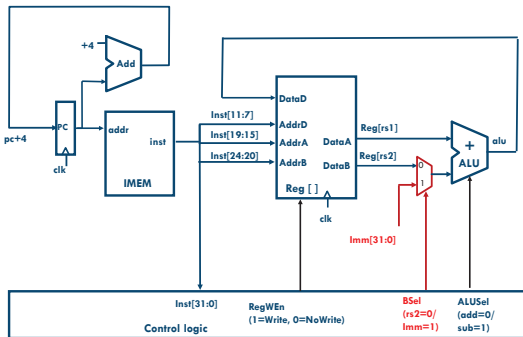 +4
Add
PC
pc+4
clk
addr
inst
IMEM
Inst[11:7]
Inst[19:15]
Inst[24:20]
DataD
AddrD
AddrA
AddrB
DataA
DataB
Reg [ ]
clk
Reg[rs1]
Reg[rs2]
0
1
+
ALU
alu
Imm[31:0]
Inst[31:0]
RegWEn
(1=Write, 0=NoWrite)
BSel
(rs2=0/
Imm=1)
ALUSel
(add=0/
sub=1)
Control logic